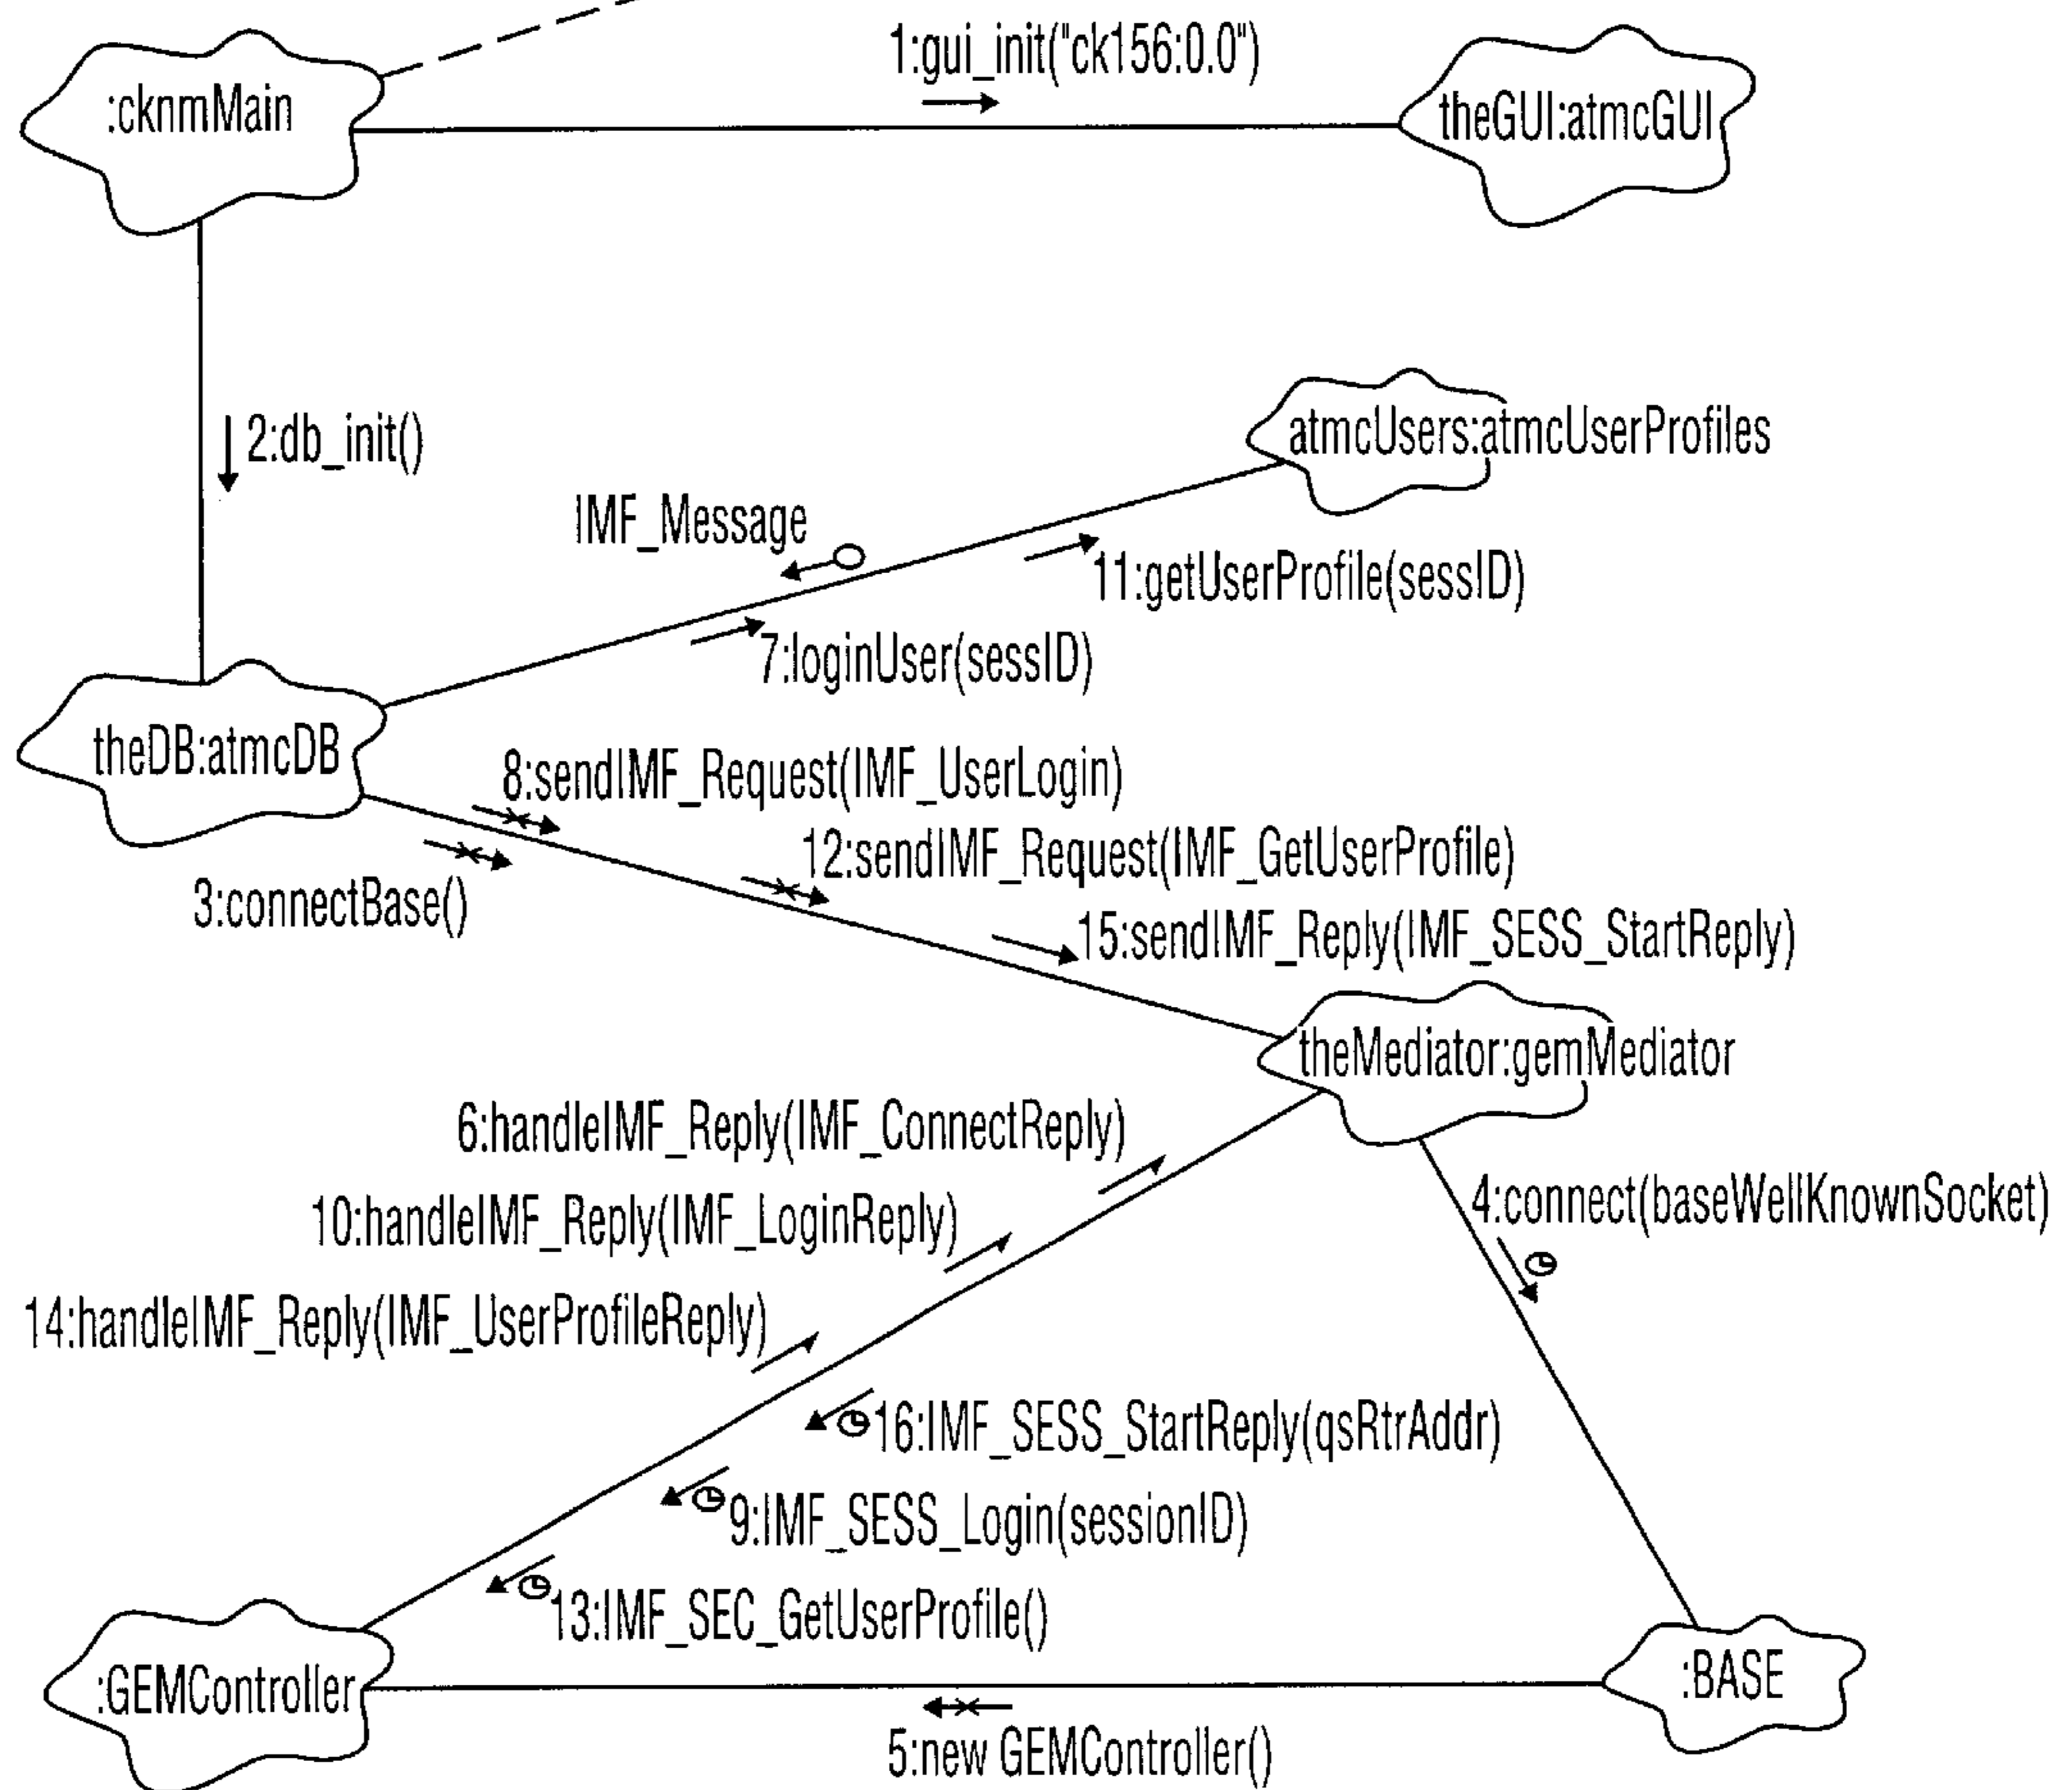 1:gui_init("ck156:0.0")
:cknmMain
theGUI:atmcGUI
2:db_init()
atmcUsers:atmcUserProfiles
IMF_Message
11:getUserProfile(sessID)
7:loginUser(sessID)
theDB:atmcDB
8:sendIMF_Request(IMF_UserLogin)
12:sendIMF_Request(IMF_GetUserProfile)
3:connectBase()
15:sendIMF_Reply(IMF_SESS_StartReply)
theMediator:gemMediator
6:handleIMF_Reply(IMF_ConnectReply)
4:connect(baseWellKnownSocket)
10:handleIMF_Reply(IMF_LoginReply)
14:handleIMF_Reply(IMF_UserProfileReply)
16:IMF_SESS_StartReply(qsRtrAddr)
9:IMF_SESS_Login(sessionID)
13:IMF_SEC_GetUserProfile()
:GEMController
:BASE
5:new GEMController()